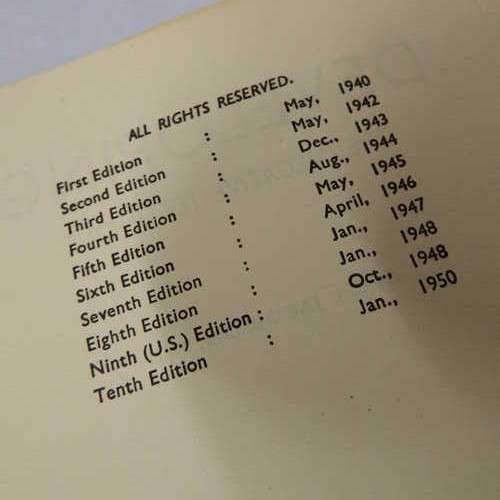 ALL RIGHTS RESERVED.
First Edition : May, 1940
Second Edition : May, 1942
Third Edition : Dec., 1943
Fourth Edition : Aug., 1944
Fifth Edition : May, 1945
Sixth Edition : April, 1946
Seventh Edition : Jan., 1947
Eighth Edition : Jan., 1948
Ninth (U.S.) Edition : Oct., 1948
Tenth Edition : Jan., 1950